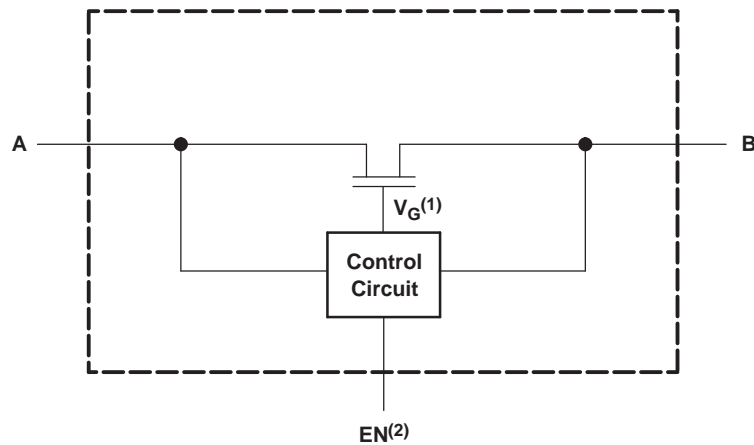 A
B
VG(1)
Control
Circuit
EN(2)